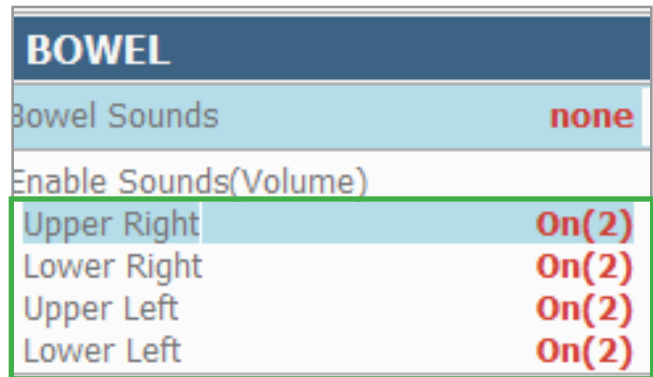 BOWEL
Bowel Sounds none
Enable Sounds(Volume)
Upper Right On(2)
Lower Right On(2)
Upper Left On(2)
Lower Left On(2)